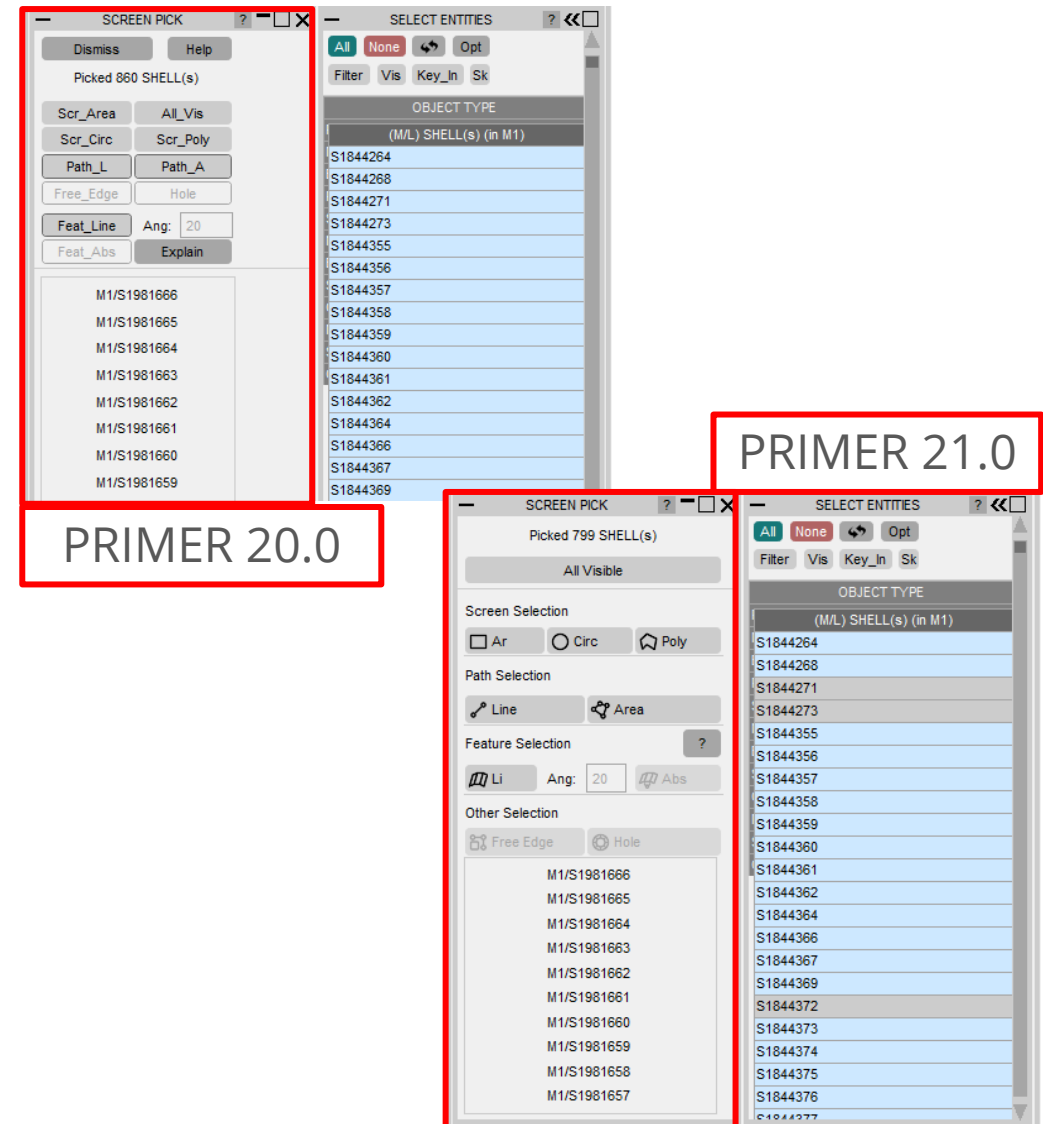 SCREEN PICK ?
Dismiss Help
Picked 860 SHELL(s)
Scr_Area All_Vis
Scr_Circ Scr_Poly
Path_L Path_A
Free_Edge Hole
Feat_Line Ang: 20
Feat_Abs Explain
M1/S1981666
M1/S1981665
M1/S1981664
M1/S1981663
M1/S1981662
M1/S1981661
M1/S1981660
M1/S1981659
SELECT ENTITIES ?
All None Opt
Filter Vis Key_In Sk
OBJECT TYPE
(M/L) SHELL(s) (in M1)
S1844264
S1844268
S1844271
S1844273
S1844355
S1844356
S1844357
S1844358
S1844359
S1844360
S1844361
S1844362
S1844364
S1844366
S1844367
S1844369
PRIMER 20.0
PRIMER 21.0
SCREEN PICK ?
Picked 799 SHELL(s)
All Visible
Screen Selection
Ar Circ Poly
Path Selection
Line Area
Feature Selection ?
Li Ang: 20 Abs
Other Selection
Free Edge Hole
M1/S1981666
M1/S1981665
M1/S1981664
M1/S1981663
M1/S1981662
M1/S1981661
M1/S1981660
M1/S1981659
M1/S1981658
M1/S1981657
SELECT ENTITIES ?
All None Opt
Filter Vis Key_In Sk
OBJECT TYPE
(M/L) SHELL(s) (in M1)
S1844264
S1844268
S1844271
S1844273
S1844355
S1844356
S1844357
S1844358
S1844359
S1844360
S1844361
S1844362
S1844364
S1844366
S1844367
S1844369
S1844372
S1844373
S1844374
S1844375
S1844376
S1844377